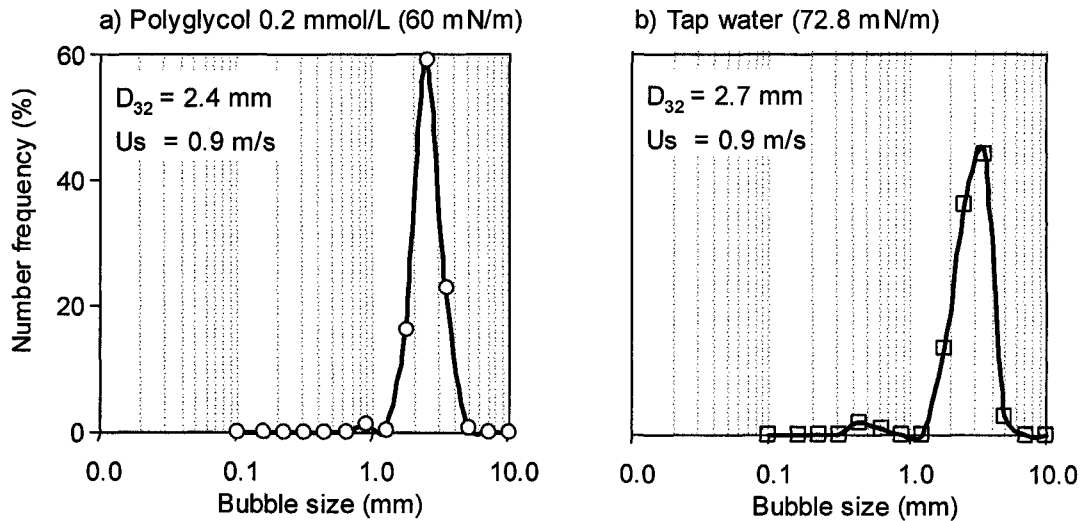 a) Polyglycol 0.2 mmol/L (60 mN/m)
60
40
20
0
Number frequency (%)
D32 = 2.4 mm
Us = 0.9 m/s
0.0 0.1 1.0 10.0
Bubble size (mm)
b) Tap water (72.8 mN/m)
D32 = 2.7 mm
Us = 0.9 m/s
0.0 0.1 1.0 10.0
Bubble size (mm)